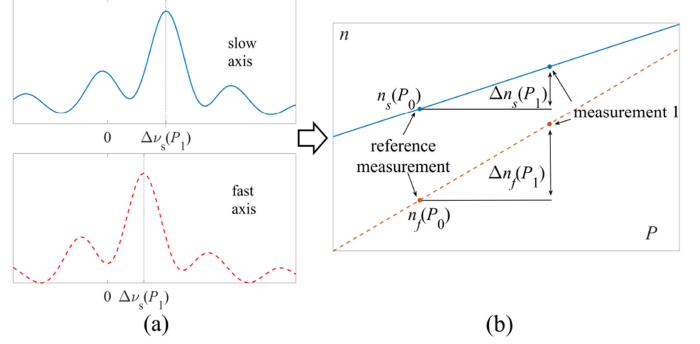 slow
axis
0 Δν_s(P_1)
fast
axis
0 Δν_s(P_1)
(a)
n
n_s(P_0)
Δn_s(P_1)
measurement 1
reference
measurement
Δn_f(P_1)
n_f(P_0)
P
(b)